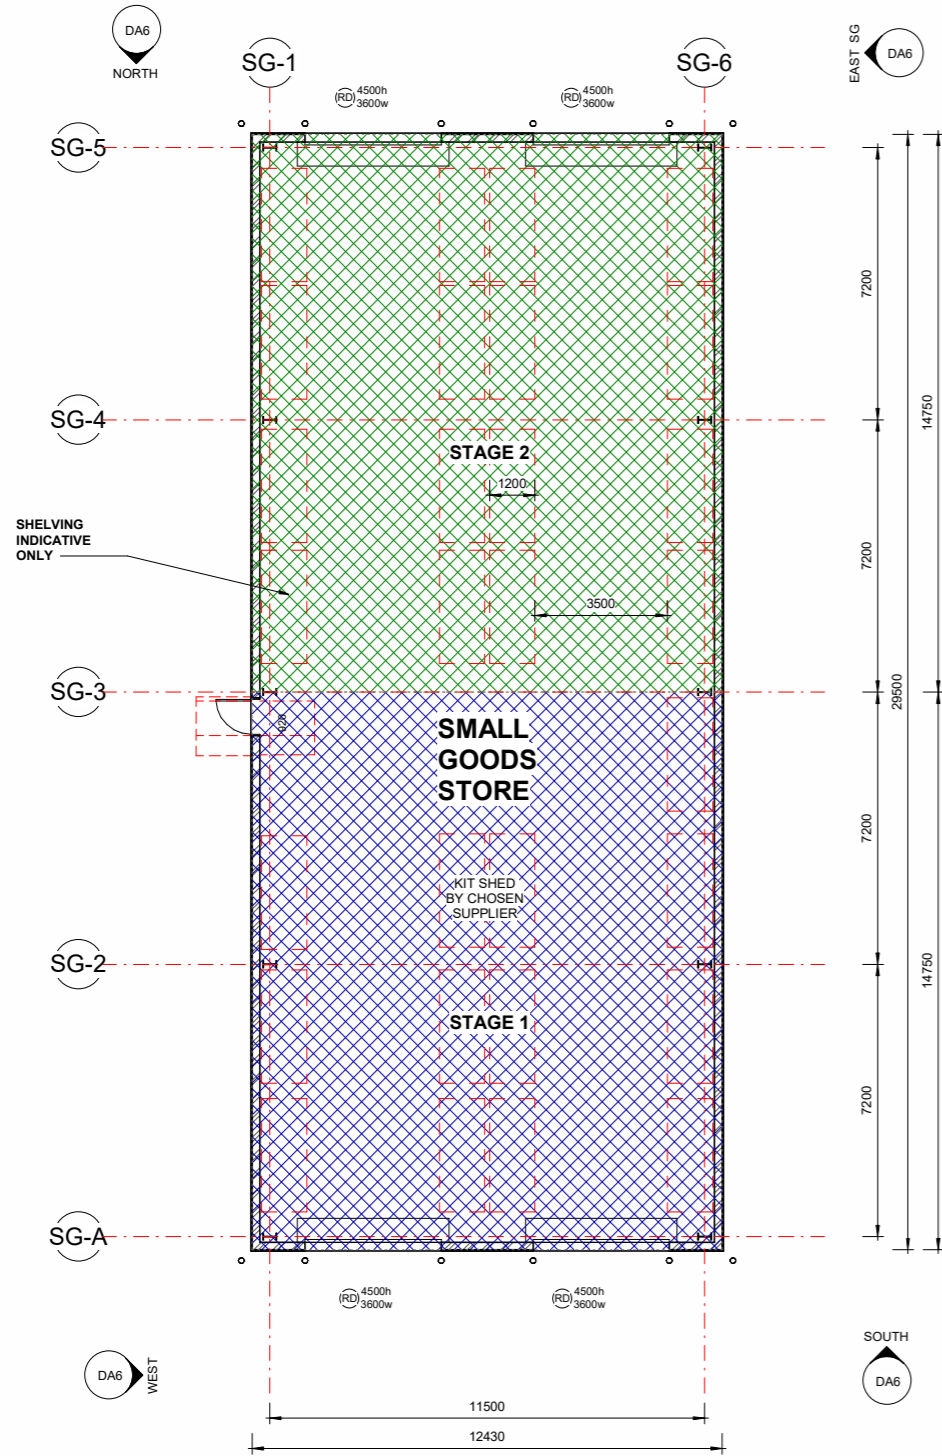 DA6
NORTH
SG-1
SG-6
EAST SG
DA6
RD
4500h
3600w
RD
4500h
3600w
SG-5
7200
SG-4
14750
STAGE 2
1200
SHELVING
INDICATIVE
ONLY
7200
3500
SG-3
29500
920
SMALL
GOODS
STORE
7200
KIT SHED
BY CHOSEN
SUPPLIER
SG-2
14750
STAGE 1
7200
SG-A
RD
4500h
3600w
RD
4500h
3600w
DA6
WEST
SOUTH
DA6
11500
12430